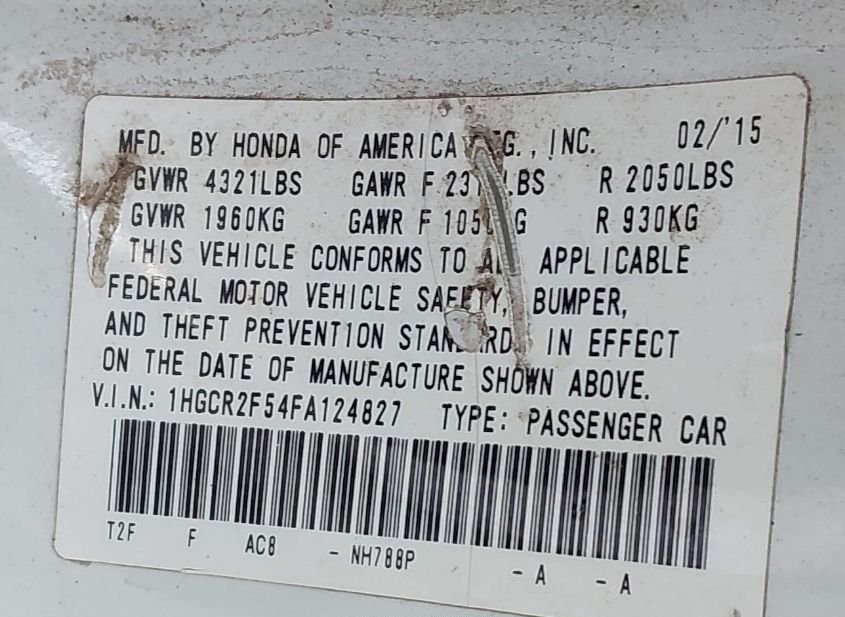 MFD. BY HONDA OF AMERICA INC. 02/'15
GVWR 4321LBS GAWR F R 2050LBS
GVWR 1960KG GAWR F R 930KG
THIS VEHICLE CONFORMS TO APPLICABLE
FEDERAL MOTOR VEHICLE SAFETY, BUMPER,
AND THEFT PREVENTION IN EFFECT
ON THE DATE OF MANUFACTURE SHOWN ABOVE.
V.I.N.: 1HGCR2F54FA124827 TYPE: PASSENGER CAR
T2F F AC8 - NH788P - A - A